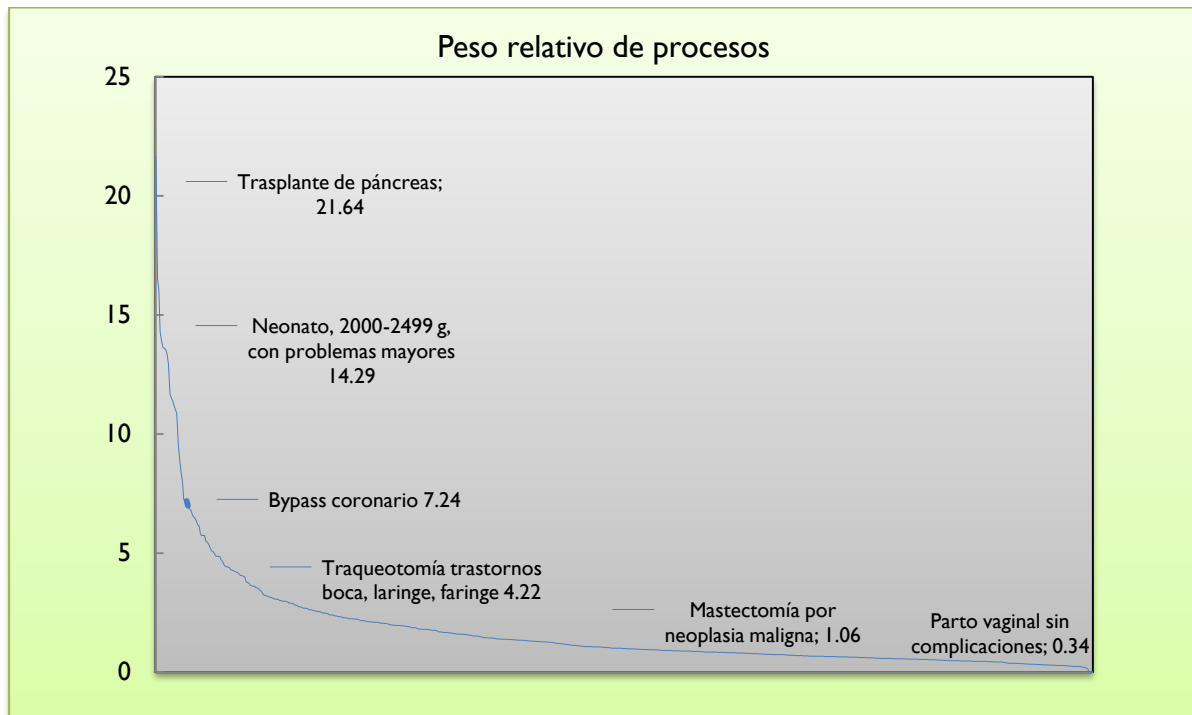 Peso relativo de procesos
25
20
15
10
5
0
Trasplante de páncreas;
21.64
Neonato, 2000-2499 g,
con problemas mayores
14.29
Bypass coronario 7.24
Traqueotomía trastornos
boca, laringe, faringe 4.22
Mastectomía por
neoplasia maligna; 1.06
Parto vaginal sin
complicaciones; 0.34